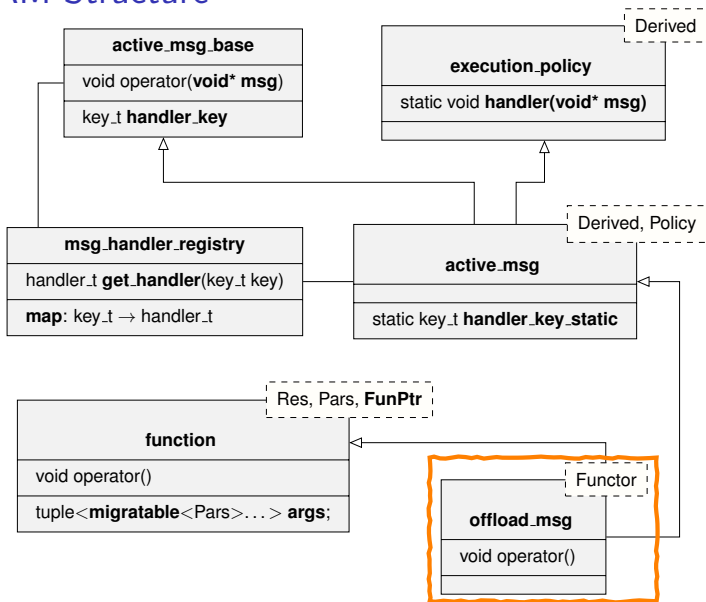 AM Structure
Derived
active_msg_base
void operator(void* msg)
key_t handler_key
execution_policy
static void handler(void* msg)
Derived, Policy
msg_handler_registry
handler_t get_handler(key_t key)
map: key_t → handler_t
active_msg
static key_t handler_key_static
Res, Pars, FunPtr
function
void operator()
tuple<migratable<Pars>...> args;
Functor
offload_msg
void operator()